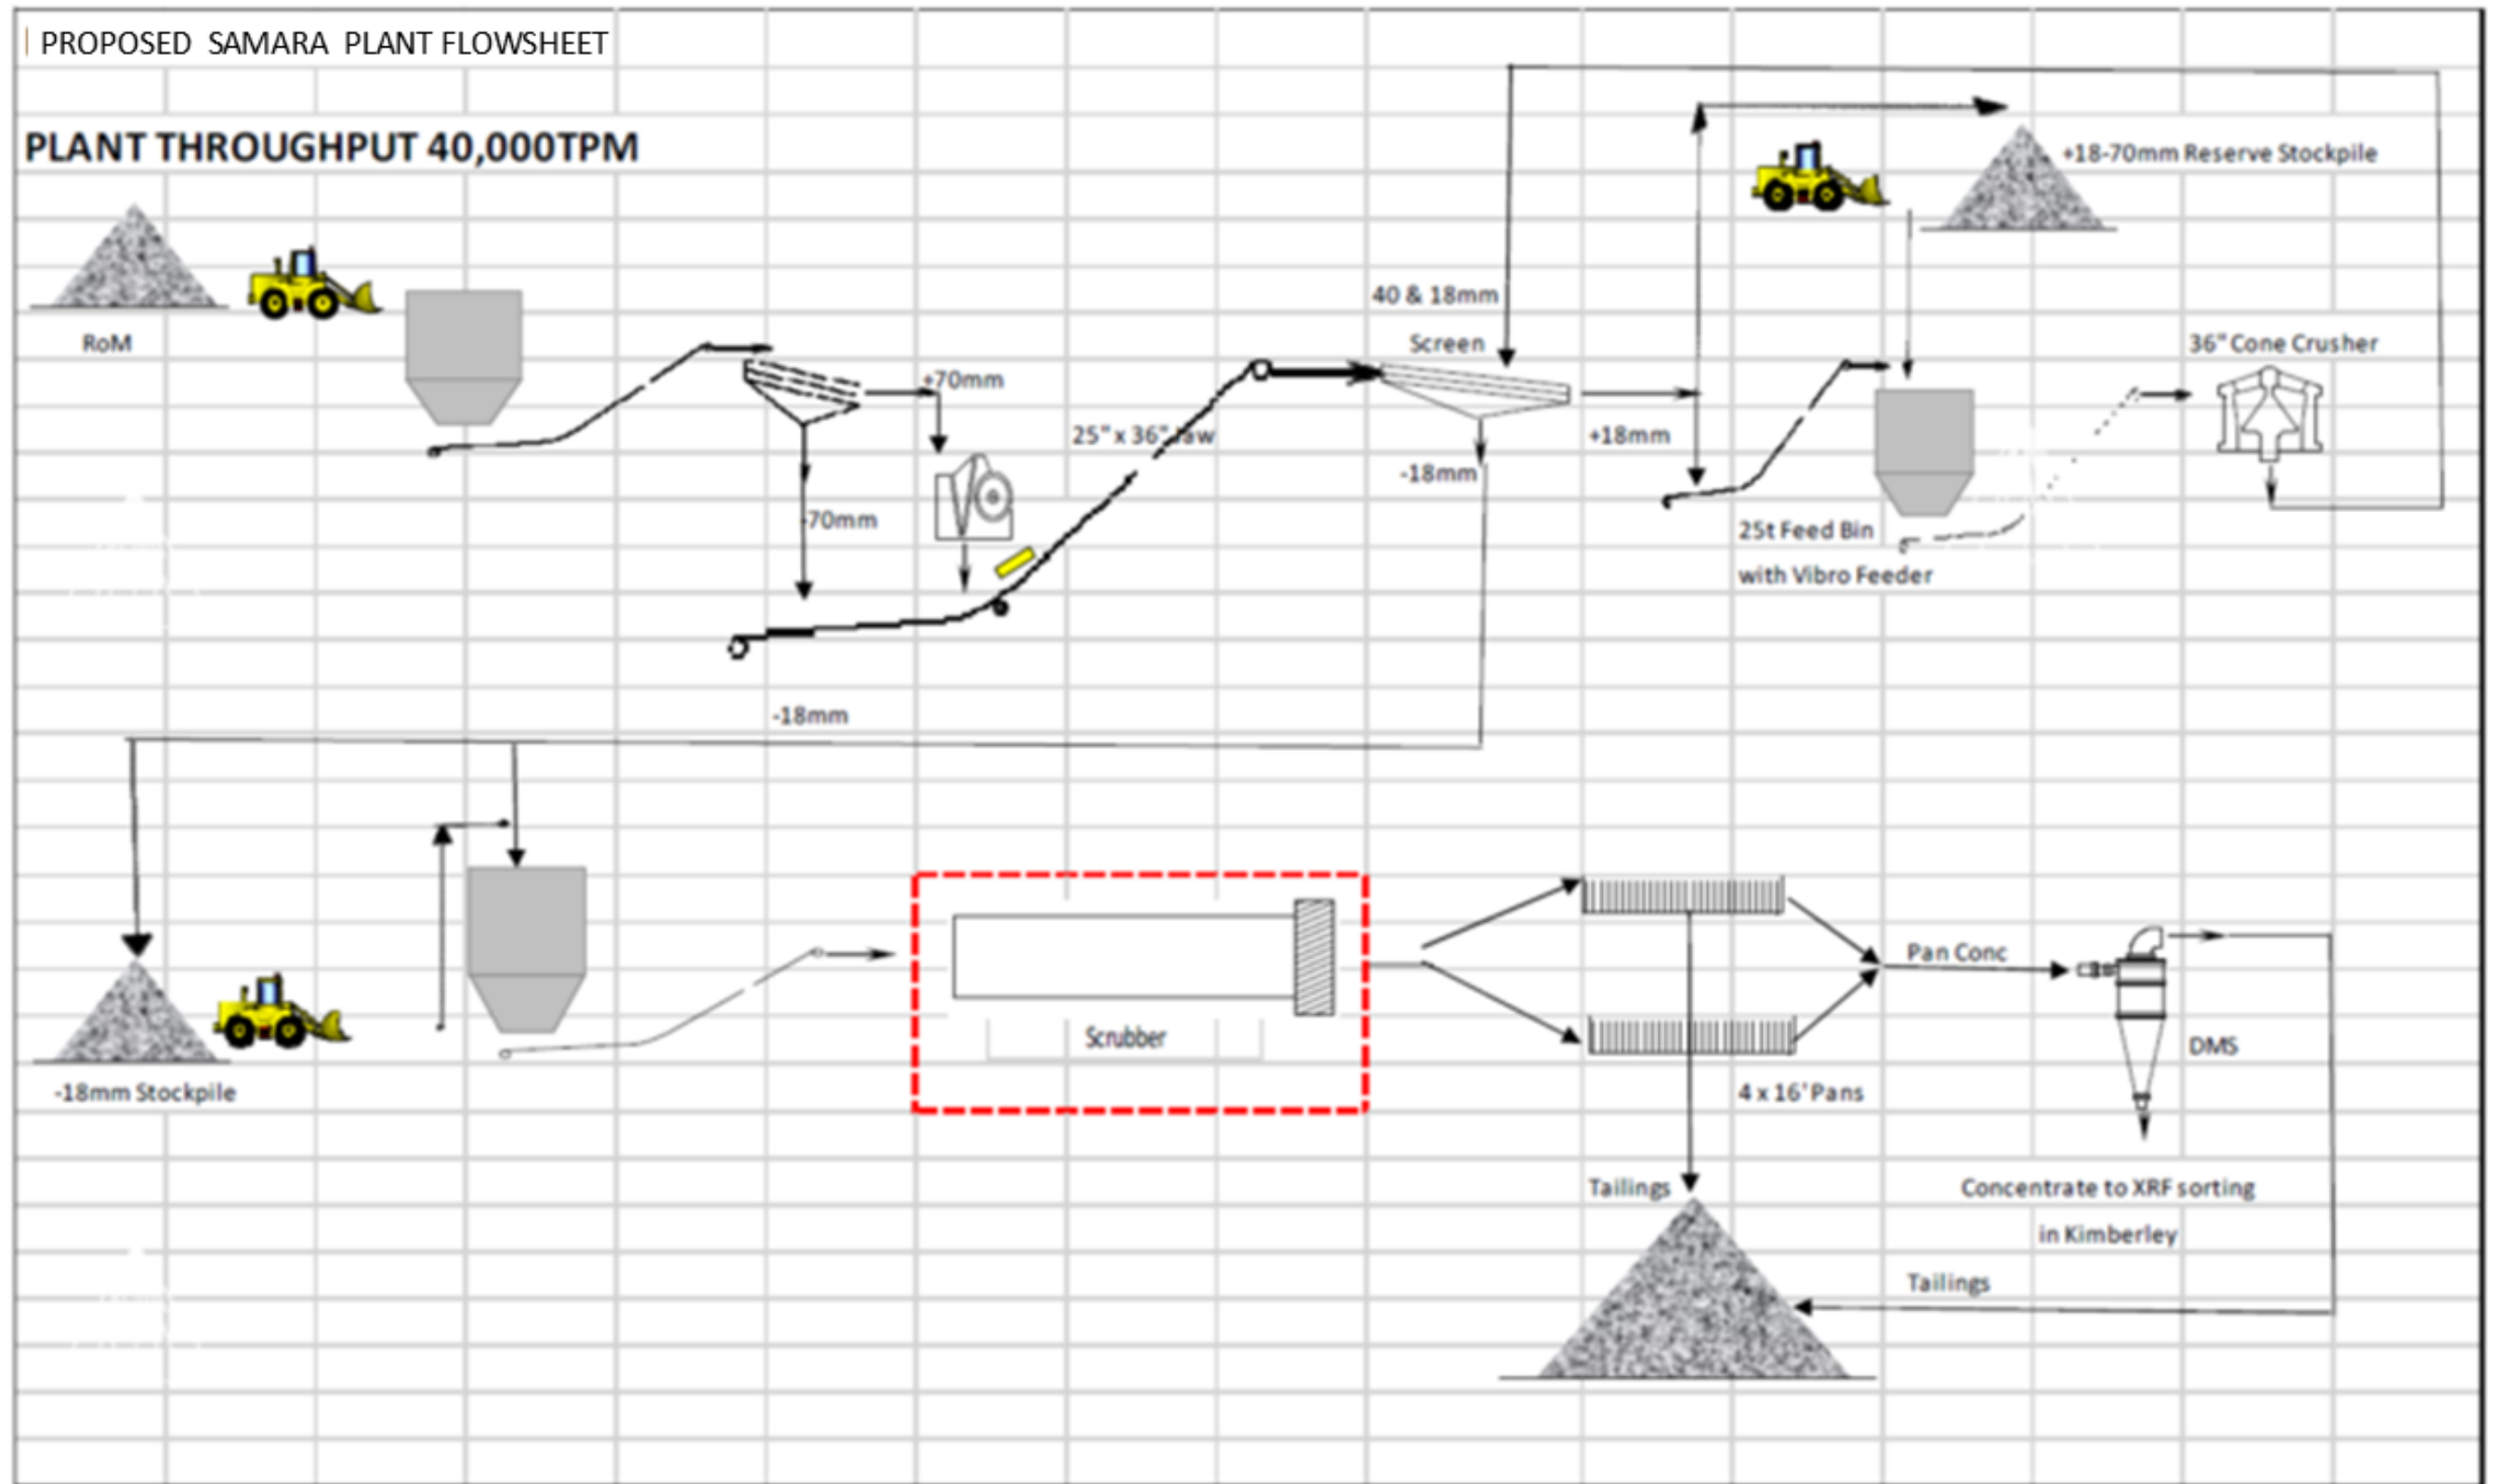 PROPOSED SAMARA PLANT FLOWSHEET
PLANT THROUGHPUT 40,000TPM
+18-70mm Reserve Stockpile
RoM
40 & 18mm
Screen
36" Cone Crusher
+70mm
25" x 36" Jaw
+18mm
-18mm
-70mm
25t Feed Bin
with Vibro Feeder
-18mm
Pan Conc
Scrubber
DMS
-18mm Stockpile
4 x 16' Pans
Tailings
Concentrate to XRF sorting
in Kimberley
Tailings